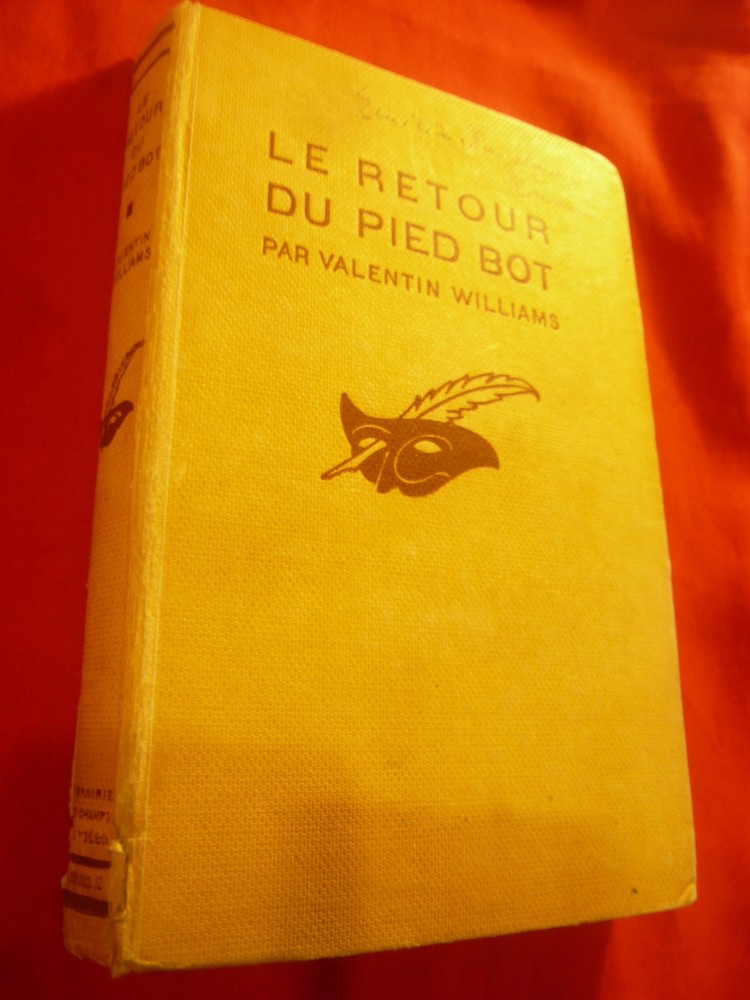 LE RETOUR
DU PIED BOT
PAR VALENTIN WILLIAMS
LE
RETOUR
DU
PIED BOT
VALENTIN
WILLIAMS